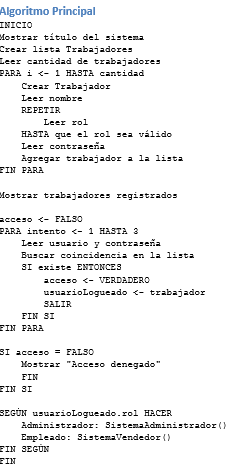 Algoritmo Principal
INICIO
Mostrar título del sistema
Crear lista Trabajadores
Leer cantidad de trabajadores
PARA i <- 1 HASTA cantidad
    Crear Trabajador
    Leer nombre
    REPETIR
        Leer rol
    HASTA que el rol sea válido
    Leer contraseña
    Agregar trabajador a la lista
FIN PARA

Mostrar trabajadores registrados

acceso <- FALSO
PARA intento <- 1 HASTA 3
    Leer usuario y contraseña
    Buscar coincidencia en la lista
    SI existe ENTONCES
        acceso <- VERDADERO
        usuarioLogueado <- trabajador
        SALIR
    FIN SI
FIN PARA

SI acceso = FALSO
    Mostrar "Acceso denegado"
    FIN
FIN SI

SEGÚN usuarioLogueado.rol HACER
    Administrador: SistemaAdministrador()
    Empleado: SistemaVendedor()
FIN SEGÚN
FIN